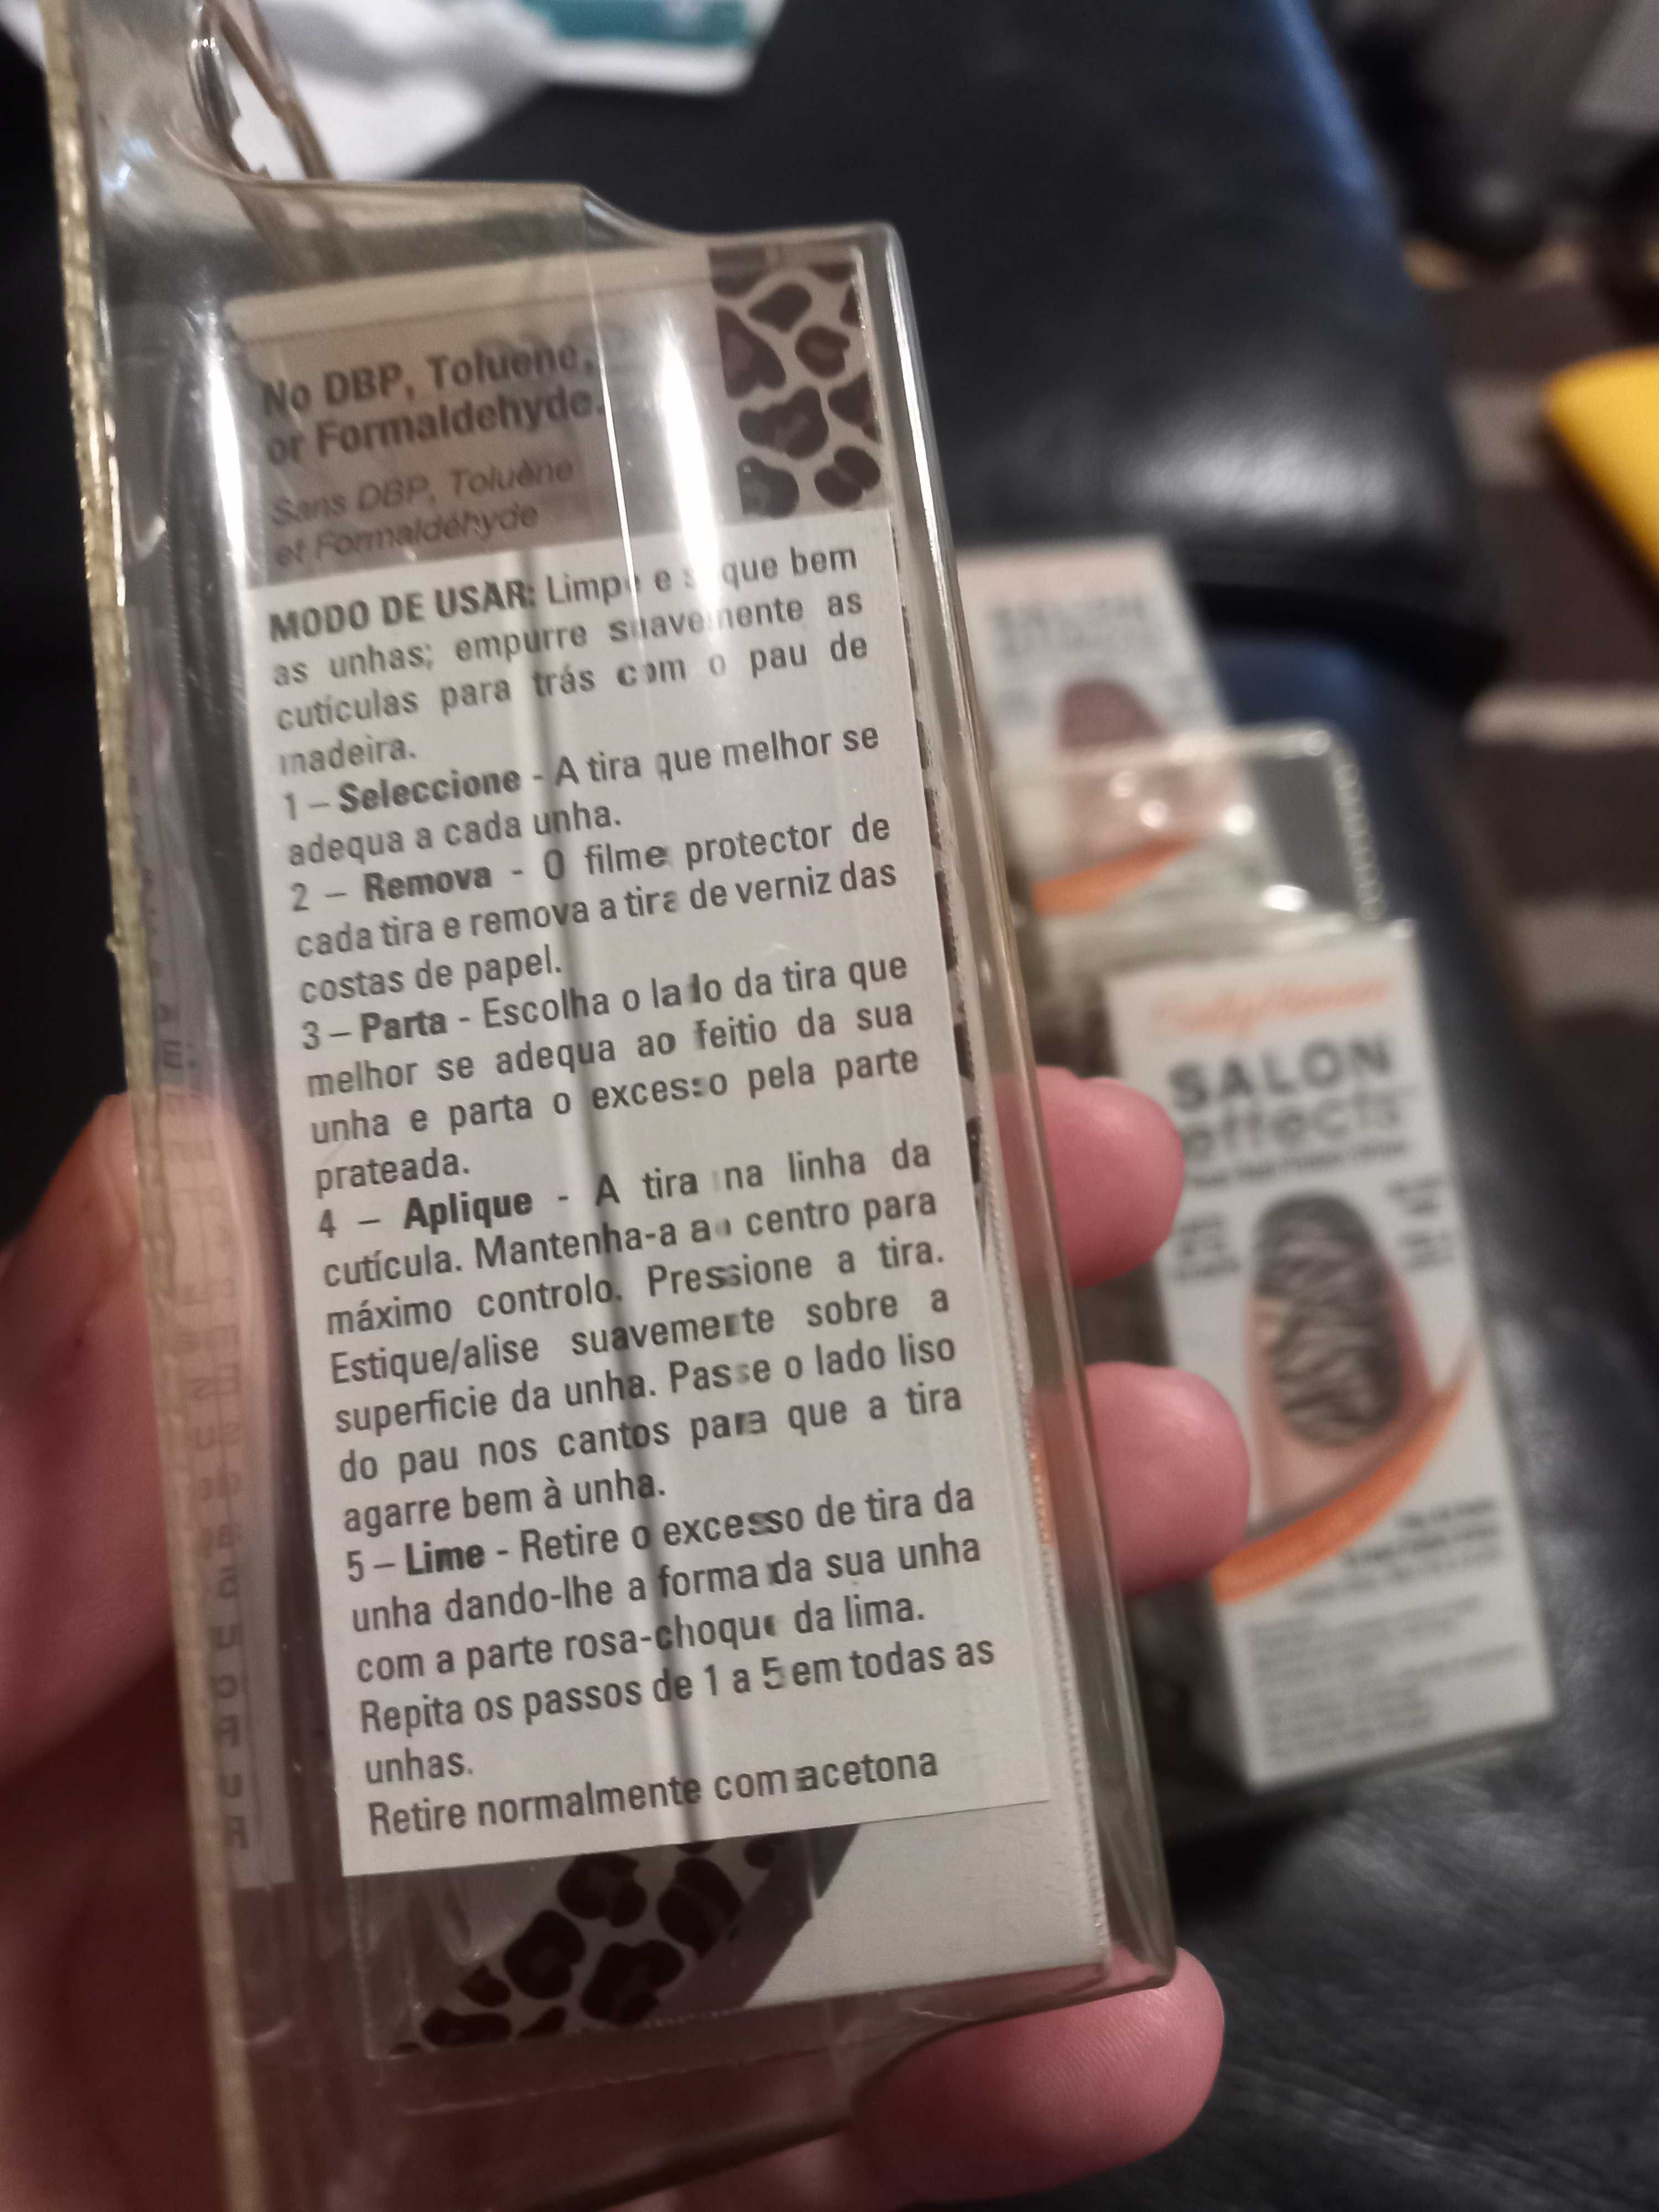 No DBP, Toluene,
or Formaldehyde.
Sans DBP, Toluène
et Formaldéhyde
MODO DE USAR: Limpe e seque bem
as unhas; empurre suavemente as
cutículas para trás com o pau de
madeira.
1 – Seleccione - A tira que melhor se
adequa a cada unha.
2 – Remova - O filme protector de
cada tira e remova a tira de verniz das
costas de papel.
3 – Parta - Escolha o lado da tira que
melhor se adequa ao feitio da sua
unha e parta o excesso pela parte
prateada.
4 – Aplique - A tira na linha da
cutícula. Mantenha-a ao centro para
máximo controlo. Pressione a tira.
Estique/alise suavemente sobre a
superficie da unha. Passe o lado liso
do pau nos cantos para que a tira
agarre bem à unha.
5 – Lime - Retire o excesso de tira da
unha dando-lhe a forma da sua unha
com a parte rosa-choque da lima.
Repita os passos de 1 a 5 em todas as
unhas.
Retire normalmente com acetona
Sally Hansen
SALON
effects